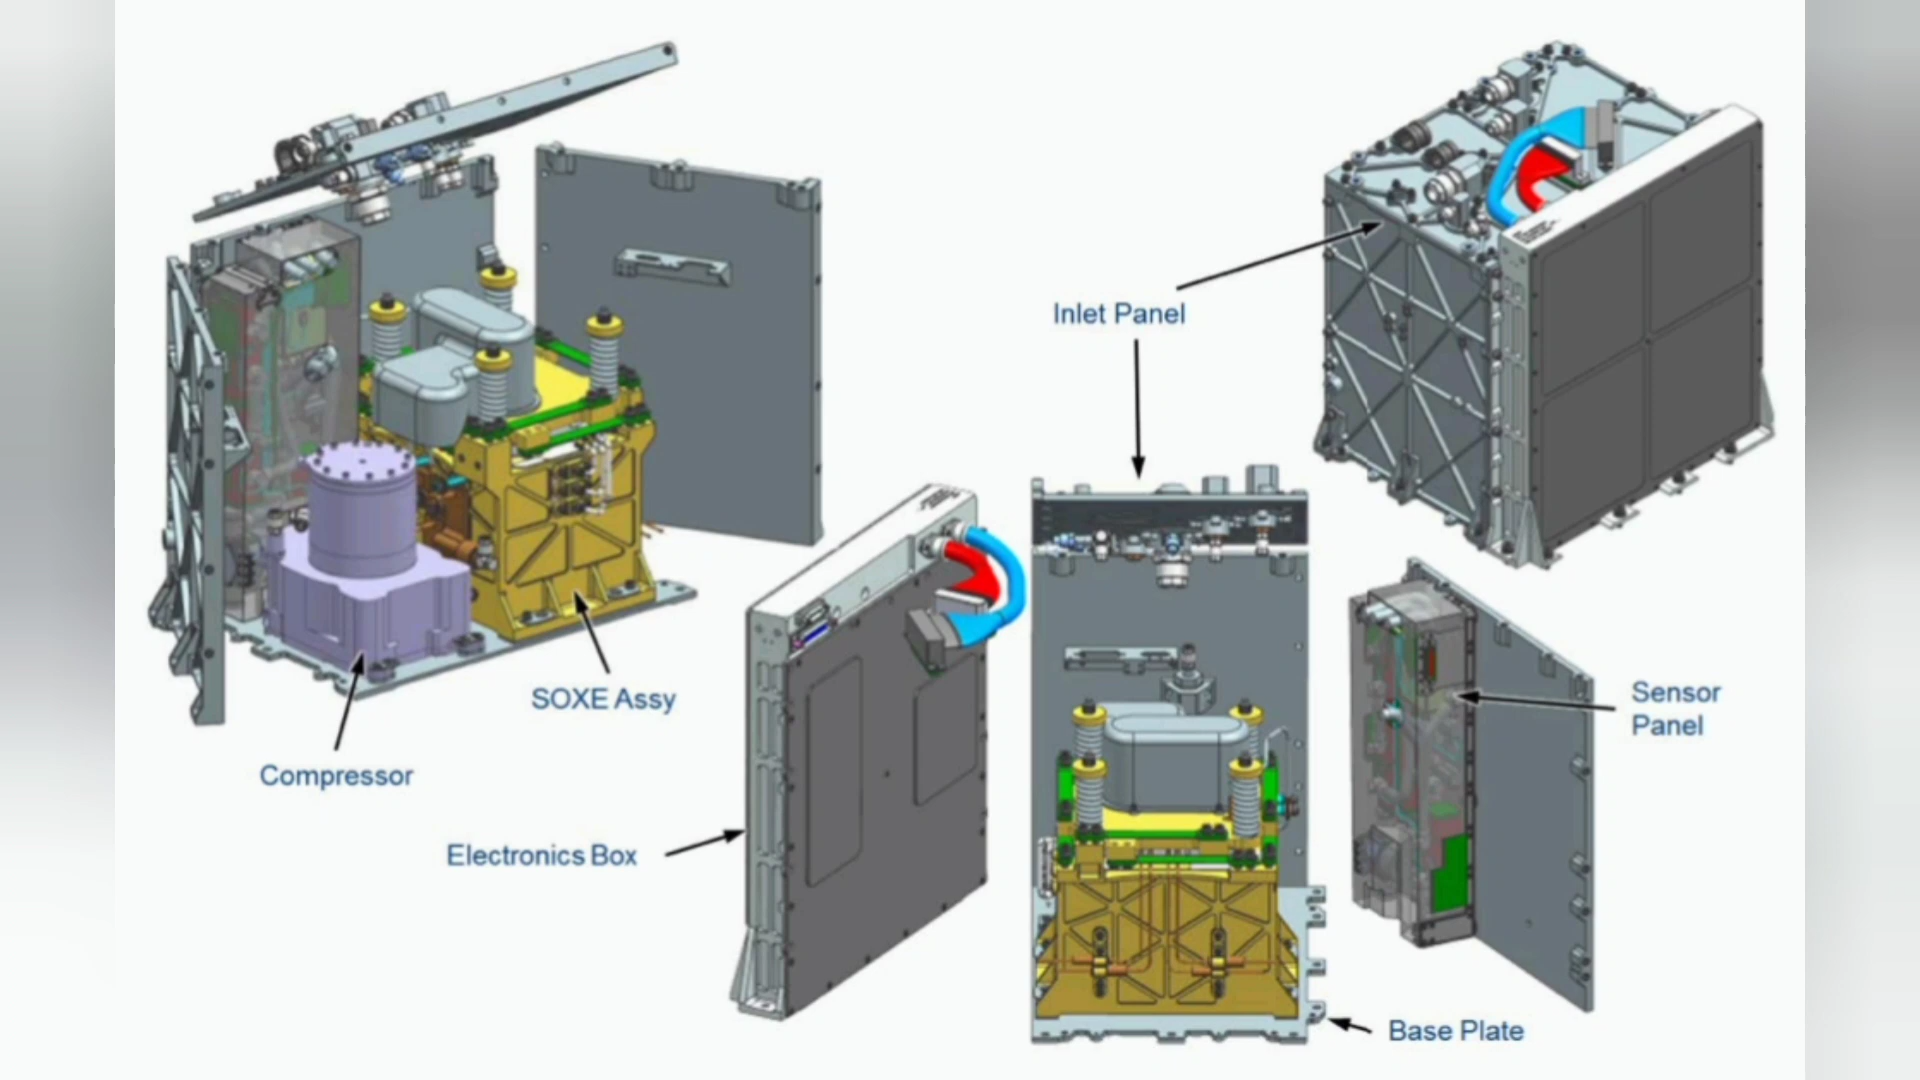 Inlet Panel
SOXE Assy
Compressor
Electronics Box
Sensor
Panel
Base Plate